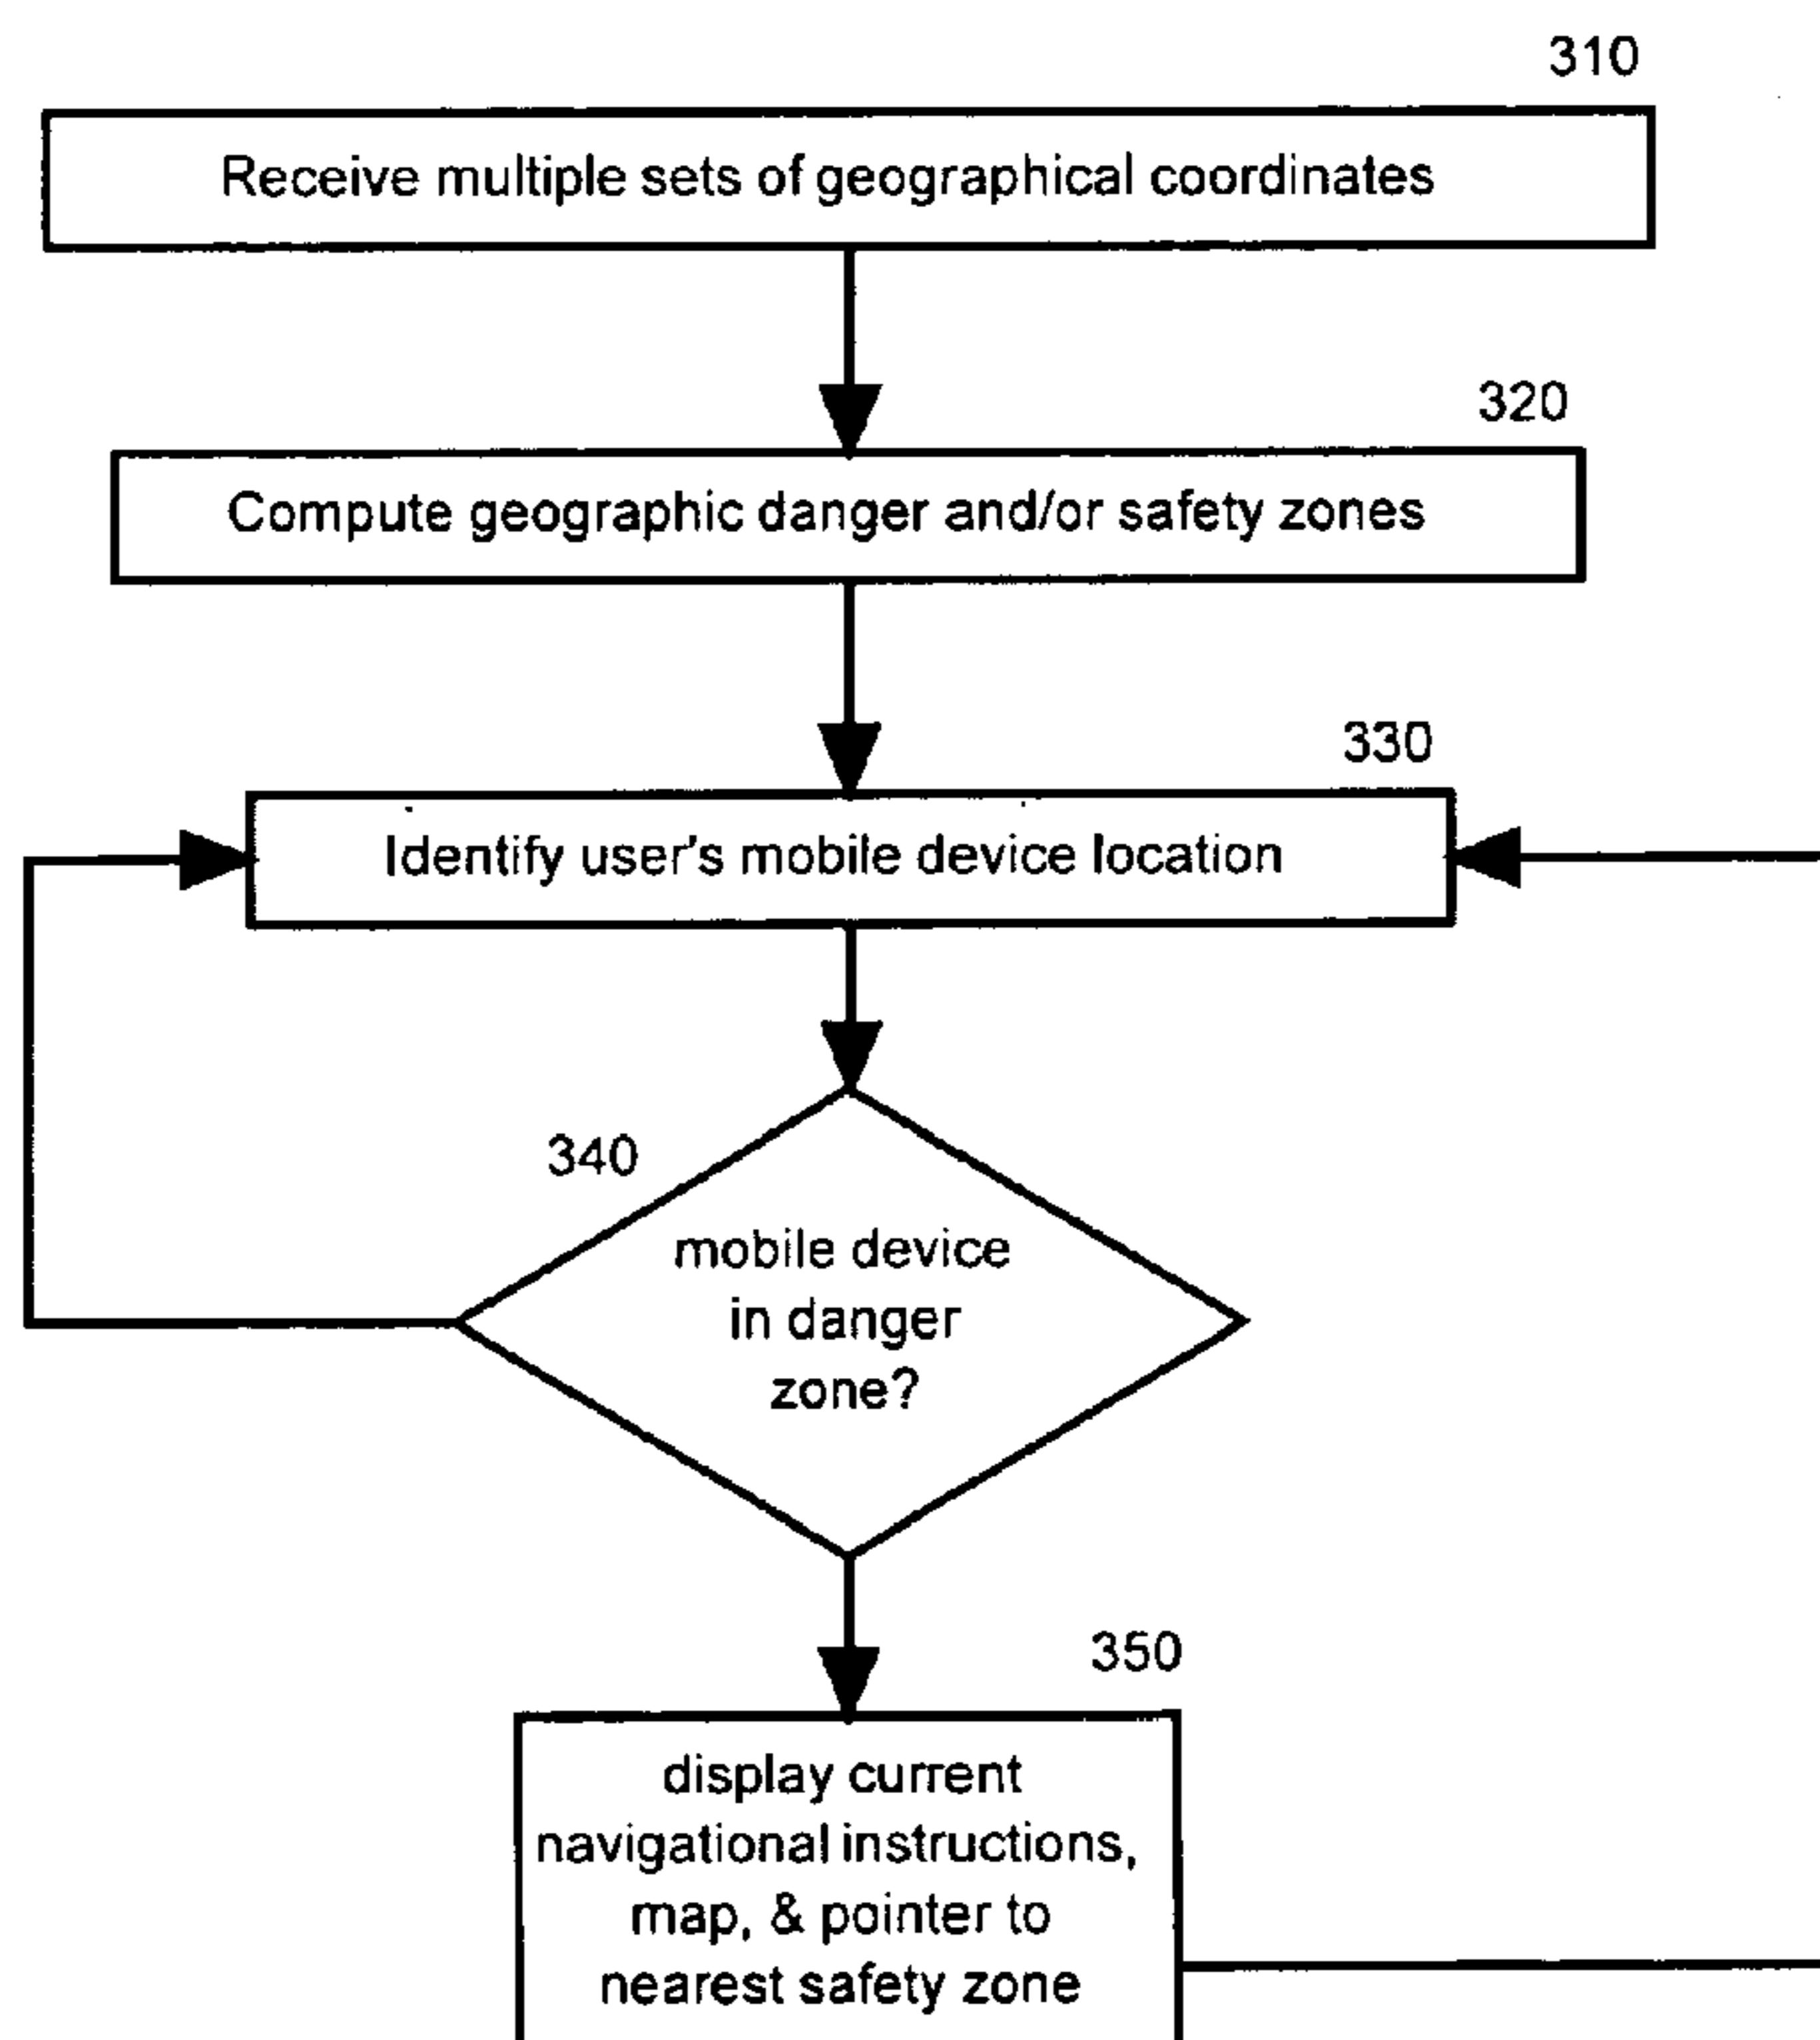 310
Receive multiple sets of geographical coordinates
320
Compute geographic danger and/or safety zones
330
Identify user's mobile device location
340
mobile device
in danger
zone?
350
display current
navigational instructions,
map, & pointer to
nearest safety zone